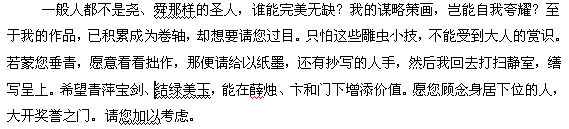 一般人都不是尧、舜那样的圣人，谁能完美无缺？我的谋略策画，岂能自我夸耀？至
于我的作品，已积累成为卷轴，却想要请您过目。只怕这些雕虫小技，不能受到大人的赏识。
若蒙您垂青，愿意看看拙作，那便请给以纸墨，还有抄写的人手，然后我回去打扫静室，缮
写呈上。希望青萍宝剑、结绿美玉，能在薛烛、卞和门下增添价值。愿您顾念身居下位的人，
大开奖誉之门。请您加以考虑。